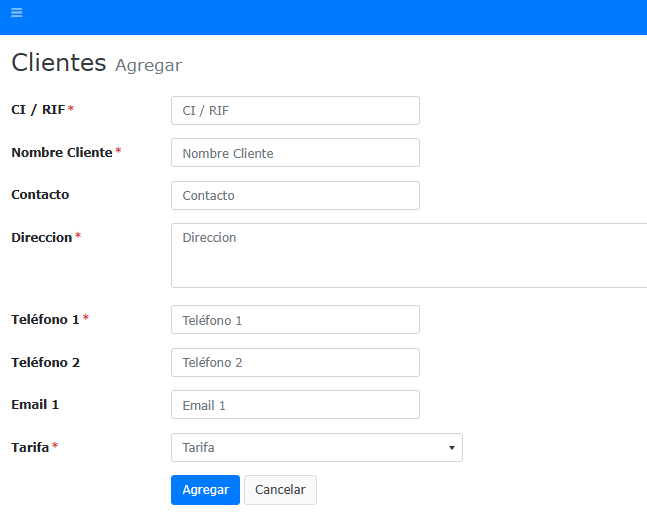 Clientes Agregar
CI / RIF * CI / RIF
Nombre Cliente * Nombre Cliente
Contacto Contacto
Direccion * Direccion
Teléfono 1 * Teléfono 1
Teléfono 2 Teléfono 2
Email 1 Email 1
Tarifa * Tarifa
Agregar Cancelar